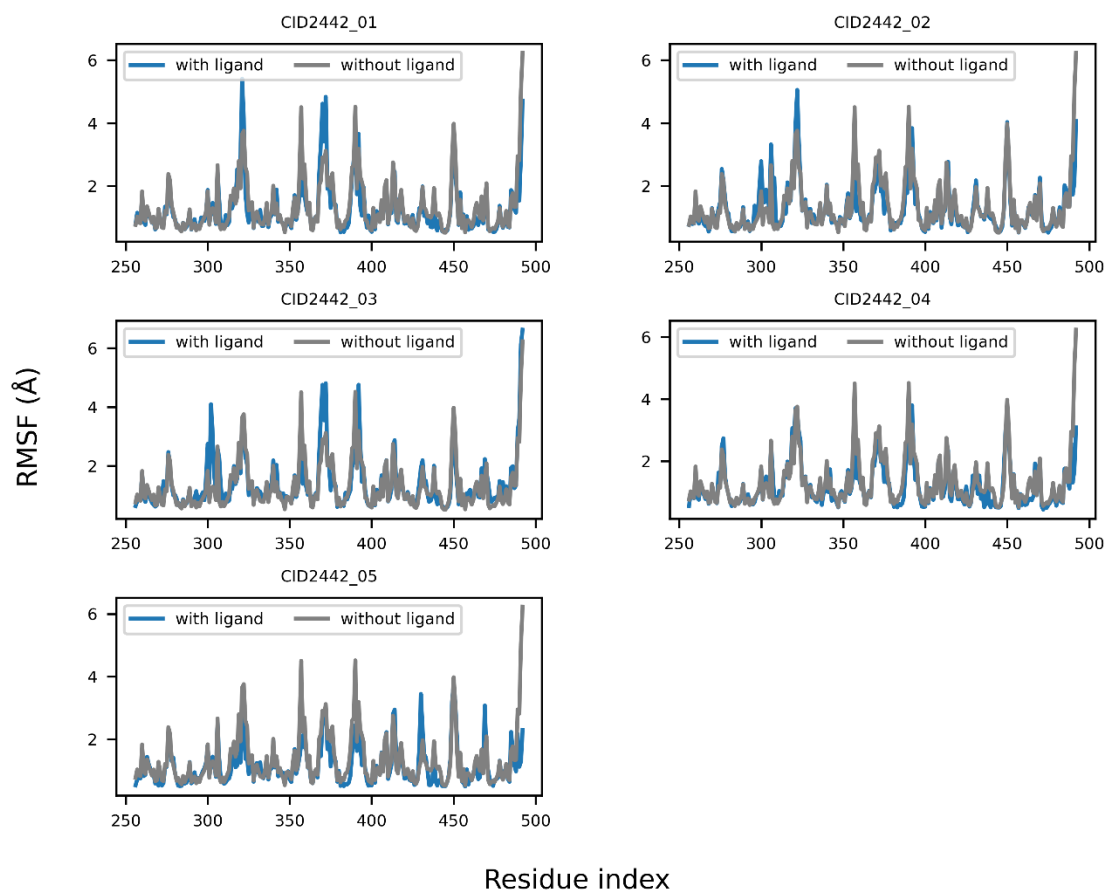 CID2442_01
6
4
2
with ligand
without ligand
250 300 350 400 450 500
CID2442_02
6
4
2
with ligand
without ligand
250 300 350 400 450 500
CID2442_03
6
4
2
with ligand
without ligand
250 300 350 400 450 500
CID2442_04
6
4
2
with ligand
without ligand
250 300 350 400 450 500
CID2442_05
6
4
2
with ligand
without ligand
250 300 350 400 450 500
RMSF (Å)
Residue index